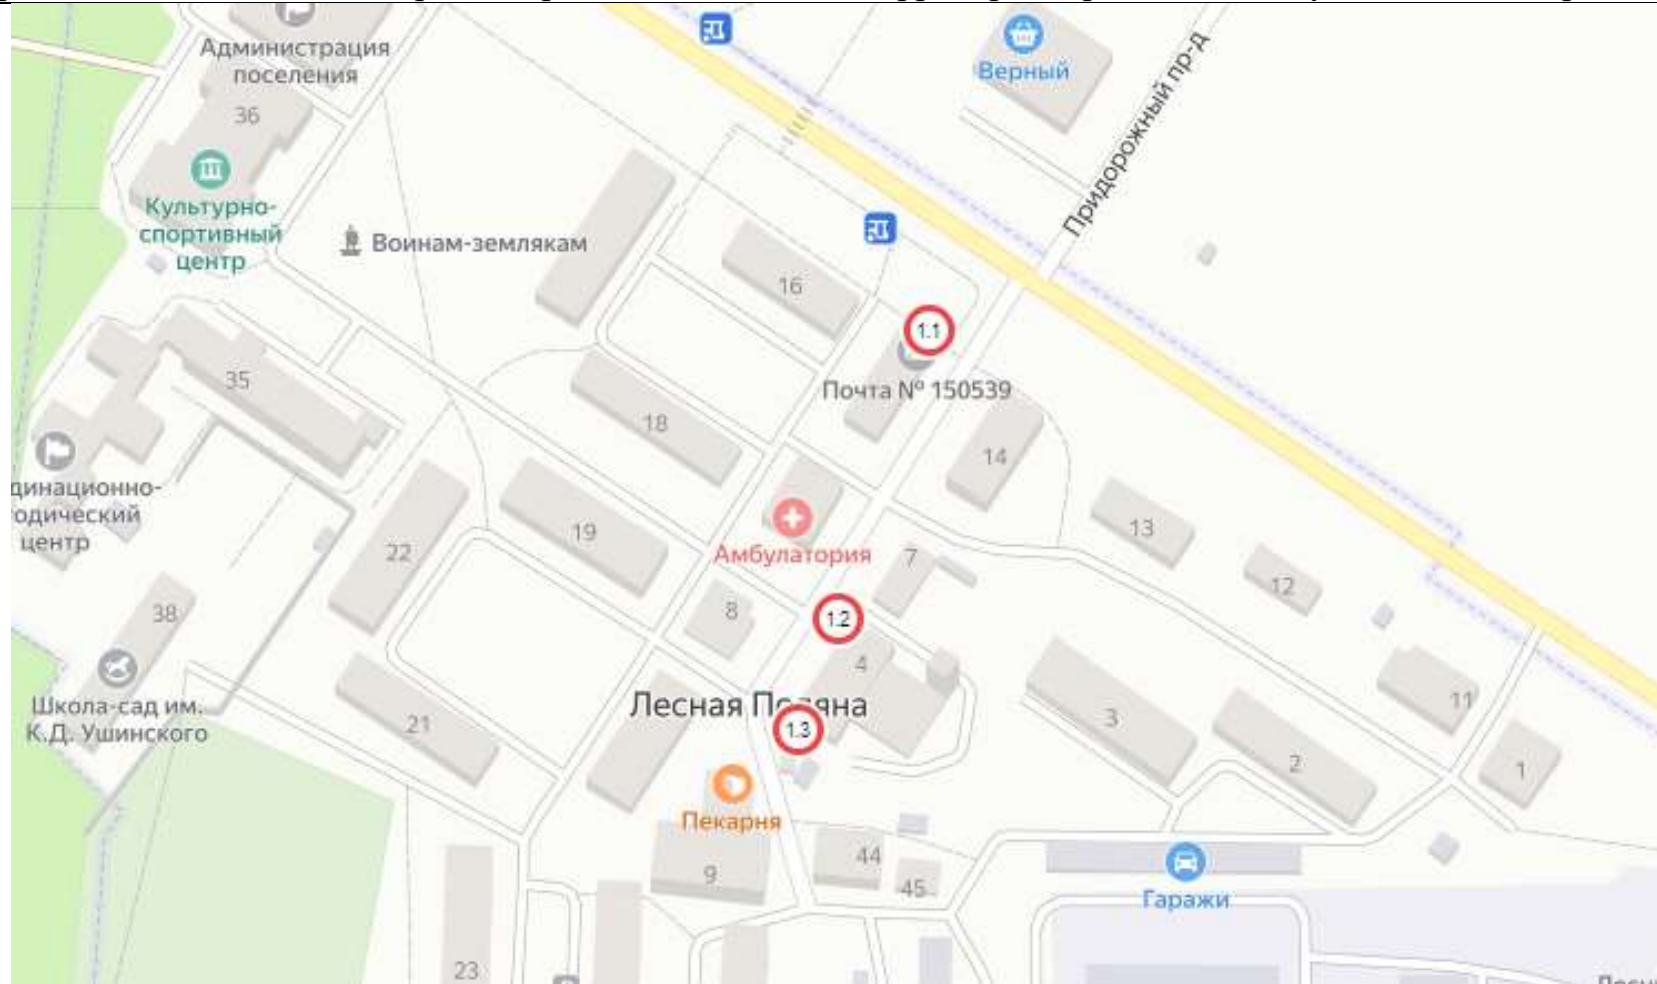 Администрация
поселения
36
Культурно-
спортивный
центр
Воинам-землякам
Верный
Придорожный пр-д
16
1.1
Почта № 150539
35
18
14
динационно-
одический
центр
13
22
19
Амбулатория
7
12
38
8
1.2
4
Школа-сад им.
К.Д. Ушинского
Лесная Поляна
21
1.3
3
11
2
1
Пекарня
9
44
45
Гаражи
23